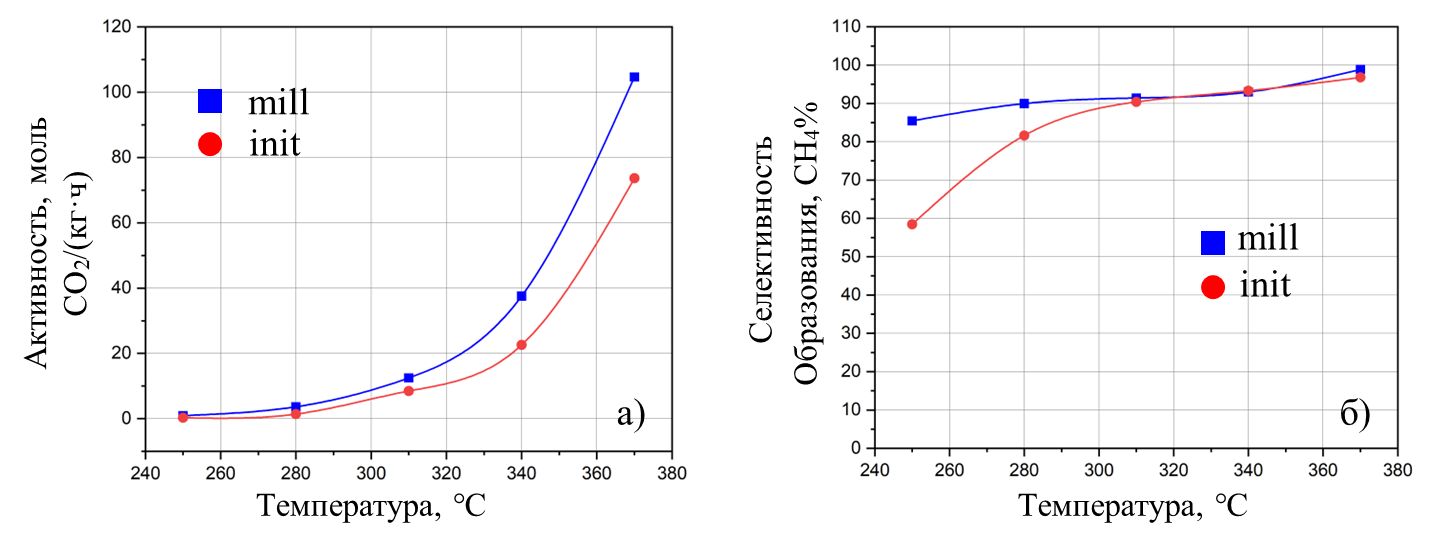 120
100
80
60
40
20
0
240 260 280 300 320 340 360 380
Активность, моль
CO2/(кг·ч)
Температура, °C
mill
init
а)
110
100
90
80
70
60
50
40
30
20
10
0
240 260 280 300 320 340 360 380
Селективность
Образования, CH4%
Температура, °C
mill
init
б)